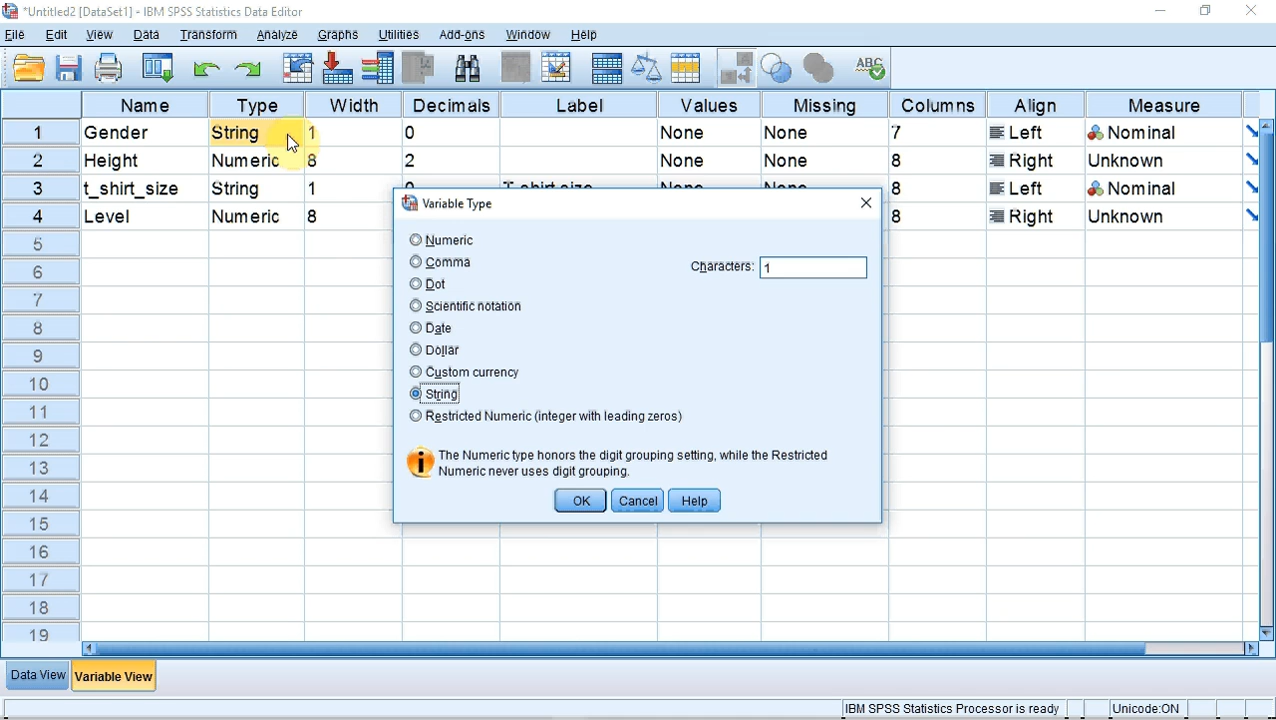 *Untitled2 [DataSet1] - IBM SPSS Statistics Data Editor
File Edit View Data Transform Analyze Graphs Utilities Add-ons Window Help
Name Type Width Decimals Label Values Missing Columns Align Measure
1 Gender String 1 0 None None 7 Left Nominal
2 Height Numeric 8 2 None None 8 Right Unknown
3 t_shirt_size String 1 0 T-shirt size None None 8 Left Nominal
4 Level Numeric 8 8 Right Unknown
5
6
7
8
9
10
11
12
13
14
15
16
17
18
19
Variable Type
Numeric
Comma
Dot
Scientific notation
Date
Dollar
Custom currency
String
Restricted Numeric (integer with leading zeros)
Characters: 1
The Numeric type honors the digit grouping setting, while the Restricted
Numeric never uses digit grouping.
OK Cancel Help
Data View Variable View
IBM SPSS Statistics Processor is ready Unicode:ON